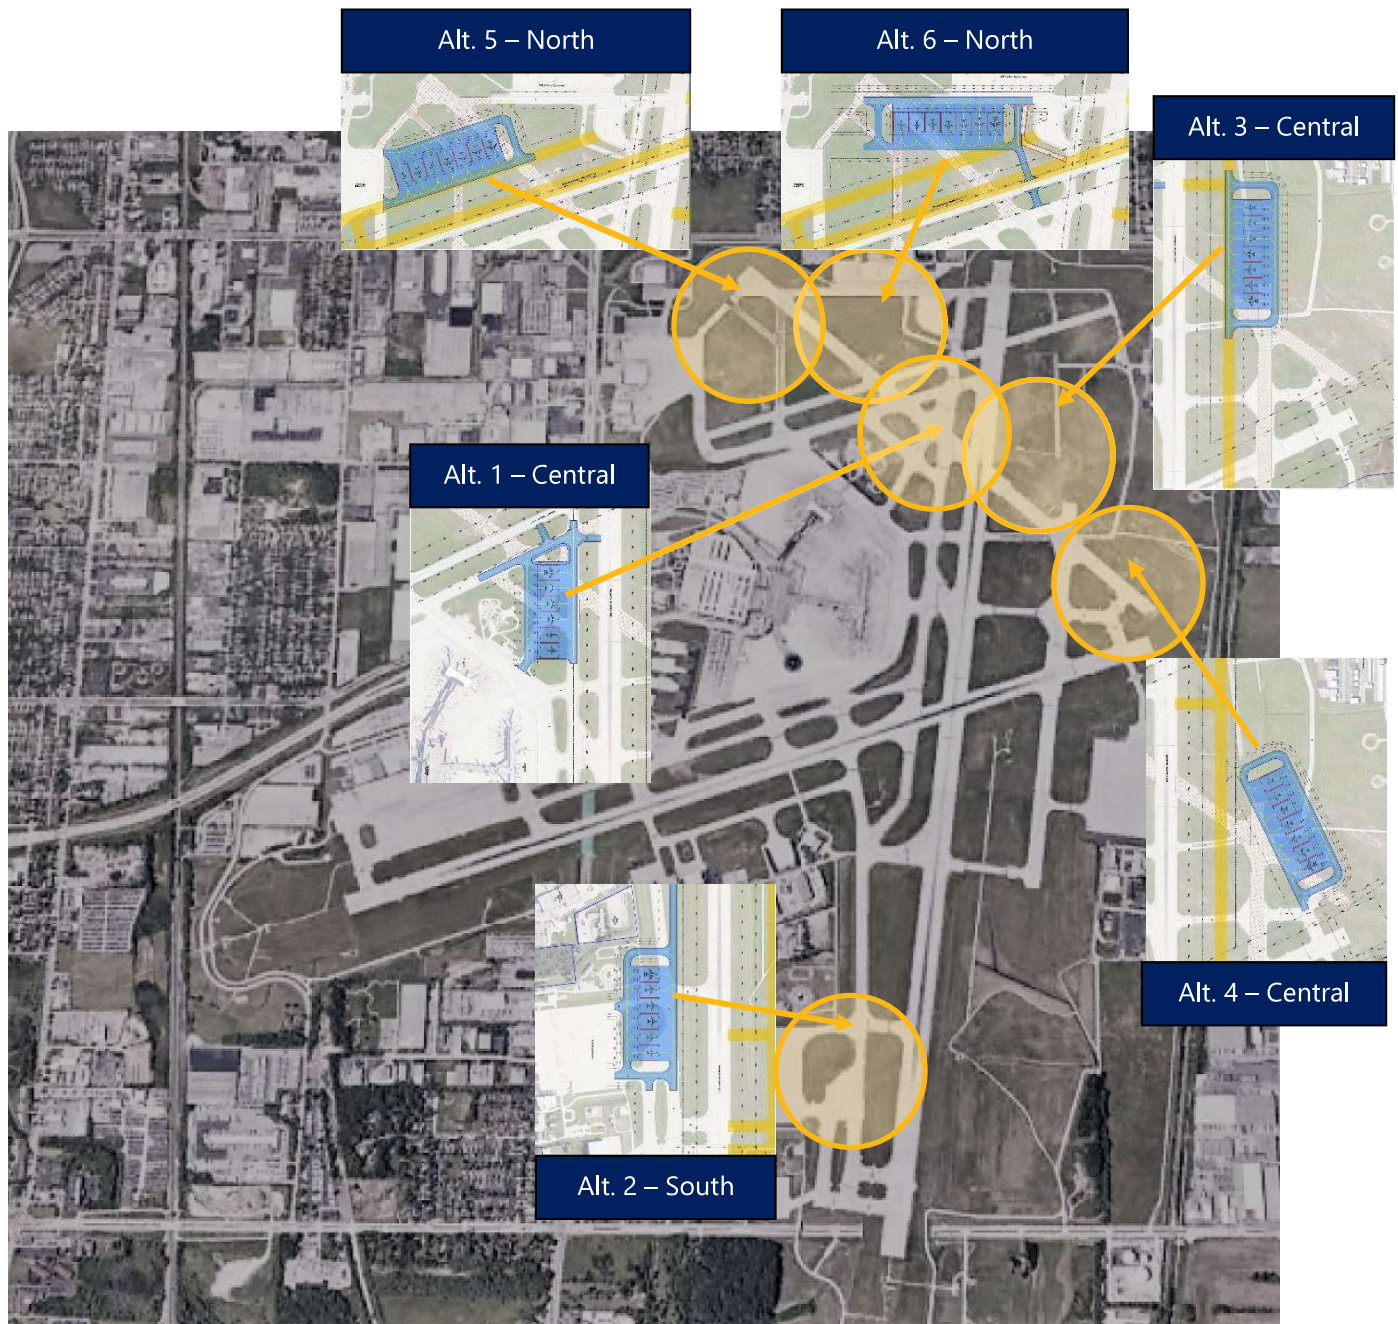 Alt. 5 – North
Alt. 6 – North
Alt. 3 – Central
Alt. 1 – Central
Alt. 4 – Central
Alt. 2 – South